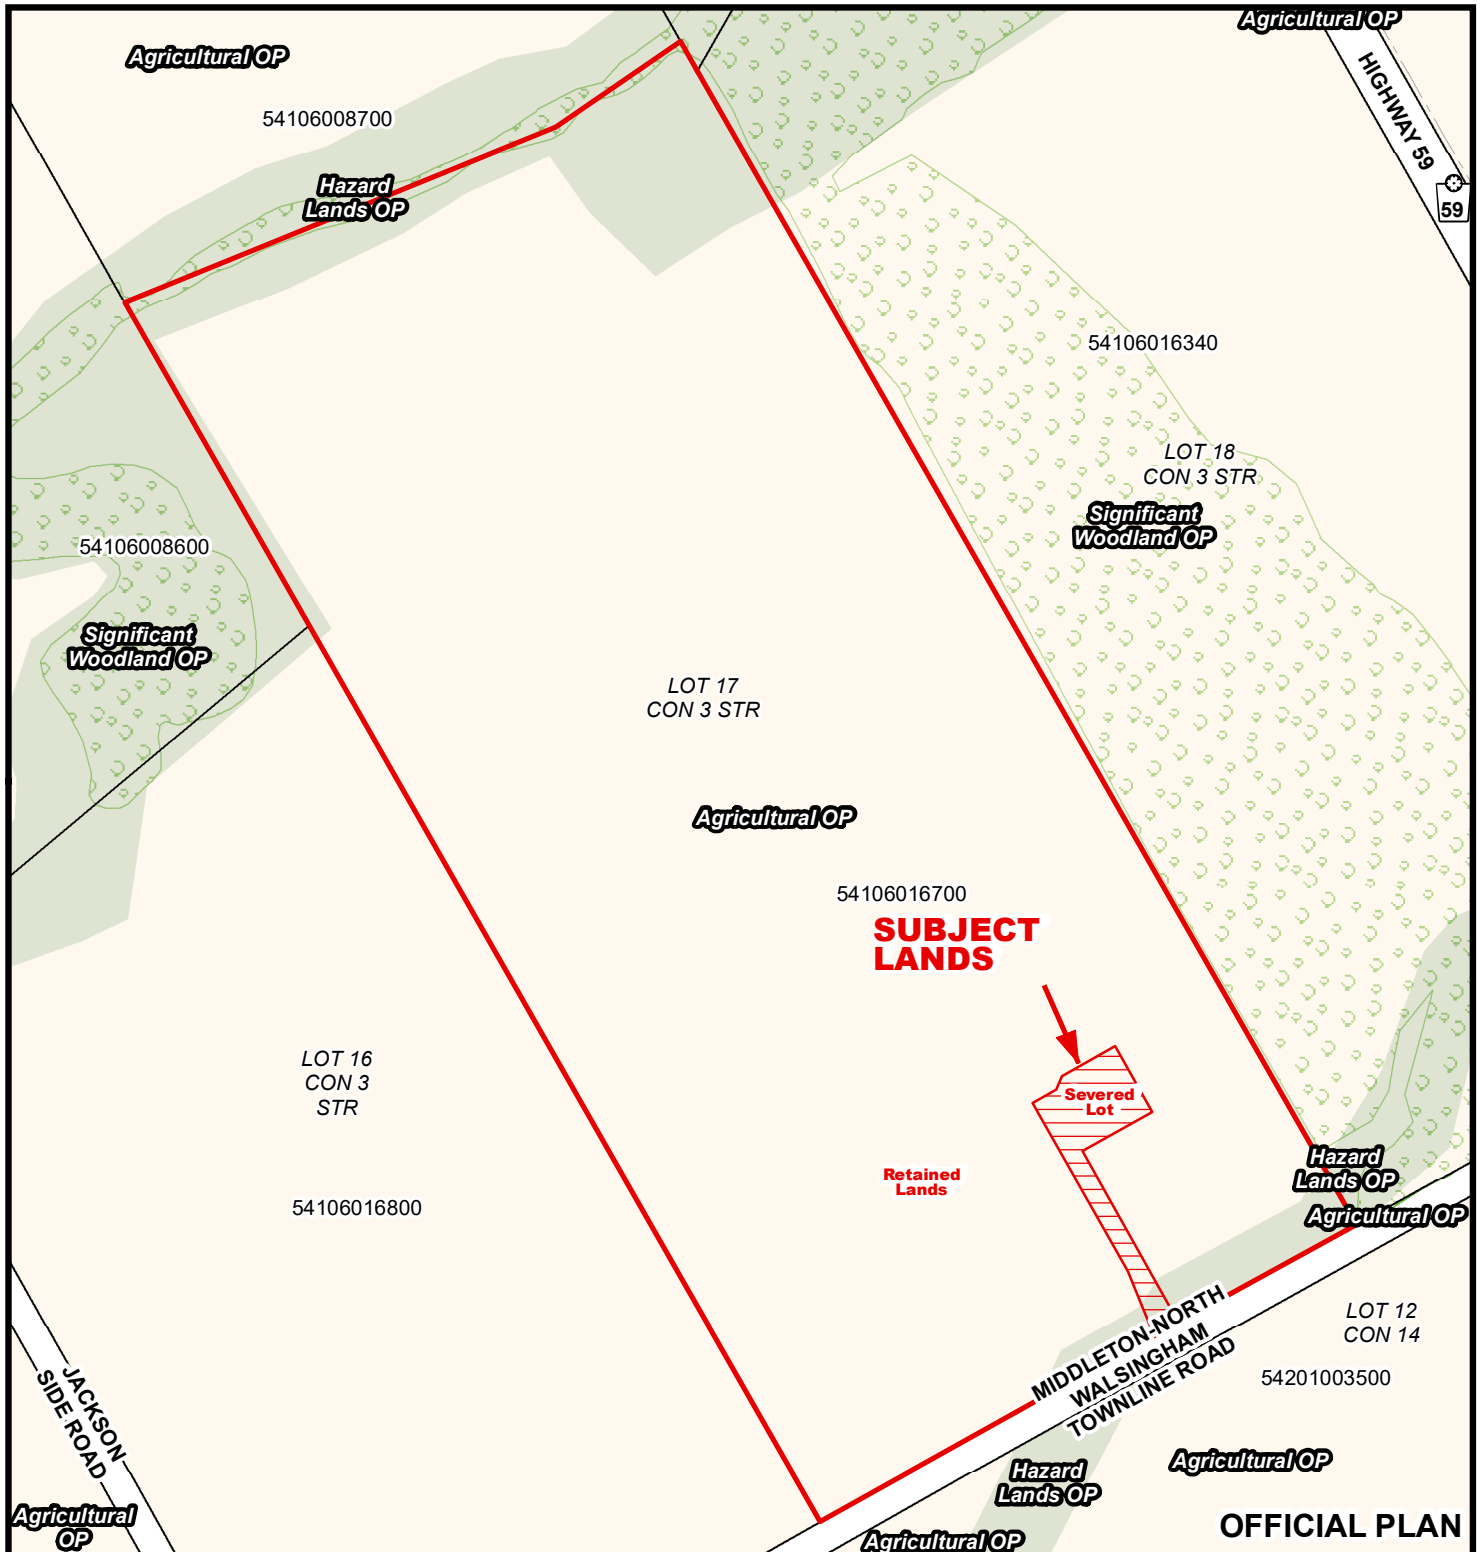 Agricultural OP
Agricultural OP
54106008700
HIGHWAY 59
59
Hazard
Lands OP
54106016340
LOT 18
CON 3 STR
Significant
Woodland OP
54106008600
Significant
Woodland OP
LOT 17
CON 3 STR
Agricultural OP
54106016700
SUBJECT
LANDS
LOT 16
CON 3
STR
Severed
Lot
Retained
Lands
Hazard
Lands OP
54106016800
Agricultural OP
MIDDLETON-NORTH
WALSINGHAM
TOWNLINE ROAD
LOT 12
CON 14
54201003500
JACKSON
SIDE ROAD
Hazard
Lands OP
Agricultural OP
Agricultural
OP
Agricultural OP
OFFICIAL PLAN